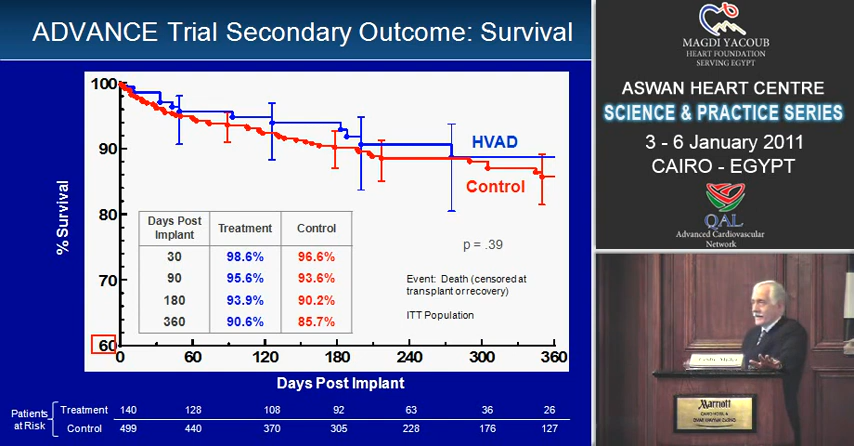 ADVANCE Trial Secondary Outcome: Survival
% Survival
100
90
80
70
60
HVAD
Control
p = .39
Event: Death (censored at
transplant or recovery)
ITT Population
Days Post
Implant Treatment Control
30 98.6% 96.6%
90 95.6% 93.6%
180 93.9% 90.2%
360 90.6% 85.7%
0 60 120 180 240 300 360
Days Post Implant
Patients
at Risk
Treatment 140 128 108 92 63 36 26
Control 499 440 370 305 228 176 127
MAGDI YACOUB
HEART FOUNDATION
SERVING EGYPT
ASWAN HEART CENTRE
SCIENCE & PRACTICE SERIES
3 - 6 January 2011
CAIRO - EGYPT
QAL
Advanced Cardiovascular
Network
Marriott